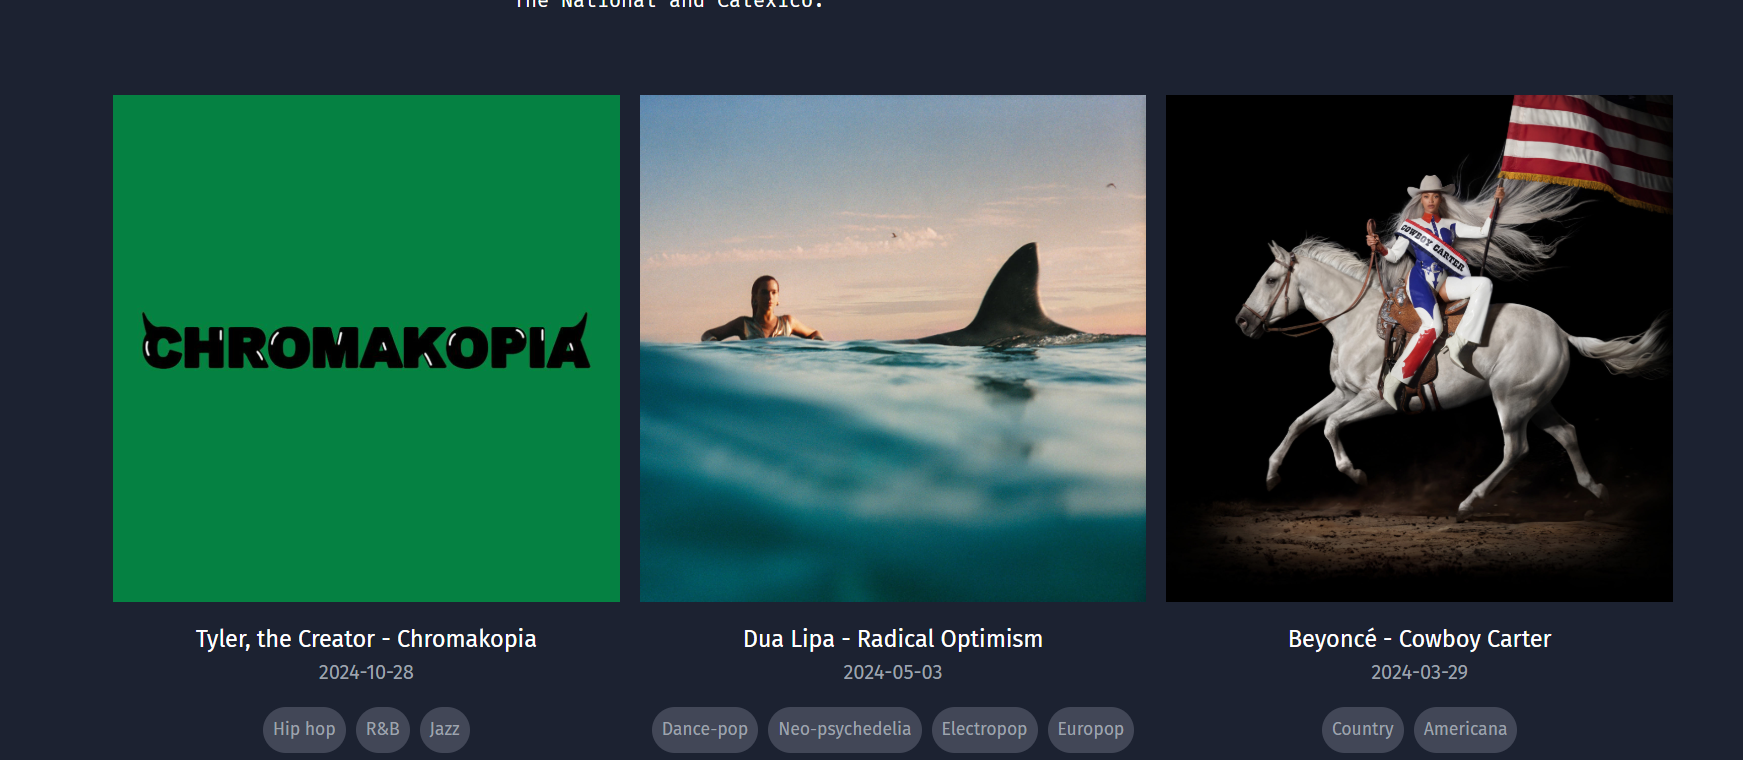 The National and Calexico.
CHROMAKOPIA
COWBOY CARTER
Tyler, the Creator - Chromakopia
2024-10-28
Hip hop
R&B
Jazz
Dua Lipa - Radical Optimism
2024-05-03
Dance-pop
Neo-psychedelia
Electropop
Europop
Beyoncé - Cowboy Carter
2024-03-29
Country
Americana